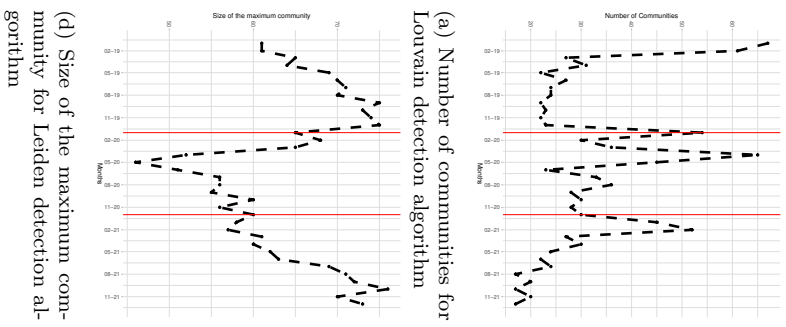 Number of Communities
60
50
40
30
20
02−19 05−19 08−19 11−19 02−20 05−20 08−20 11−20 02−21 05−21 08−21 11−21
Months
(a) Number of communities for
Louvain detection algorithm
Size of the maximum community
70
60
50
02−19 05−19 08−19 11−19 02−20 05−20 08−20 11−20 02−21 05−21 08−21 11−21
Months
(d) Size of the maximum com-
munity for Leiden detection al-
gorithm